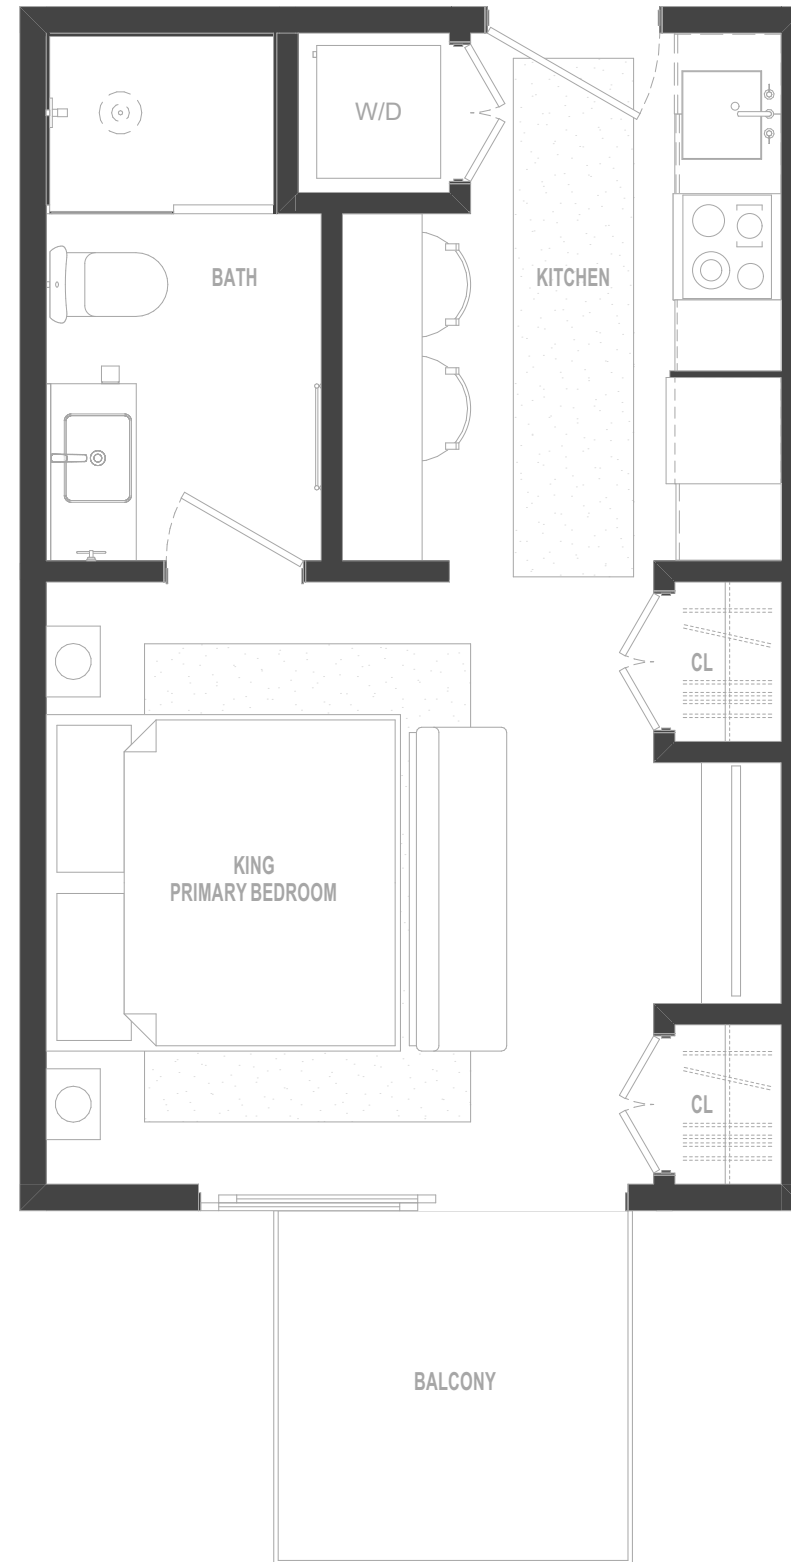 W/D
BATH
KITCHEN
CL
KING
PRIMARY BEDROOM
CL
BALCONY